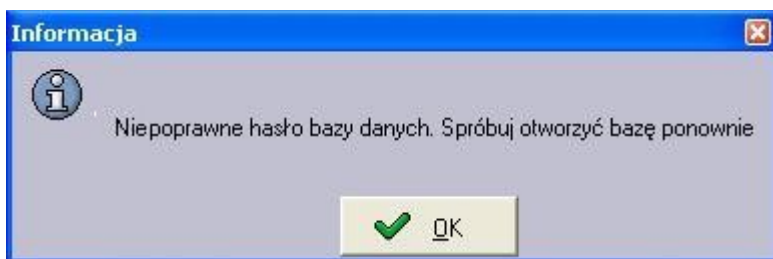 Informacja
Niepoprawne hasło bazy danych. Spróbuj otworzyć bazę ponownie
OK